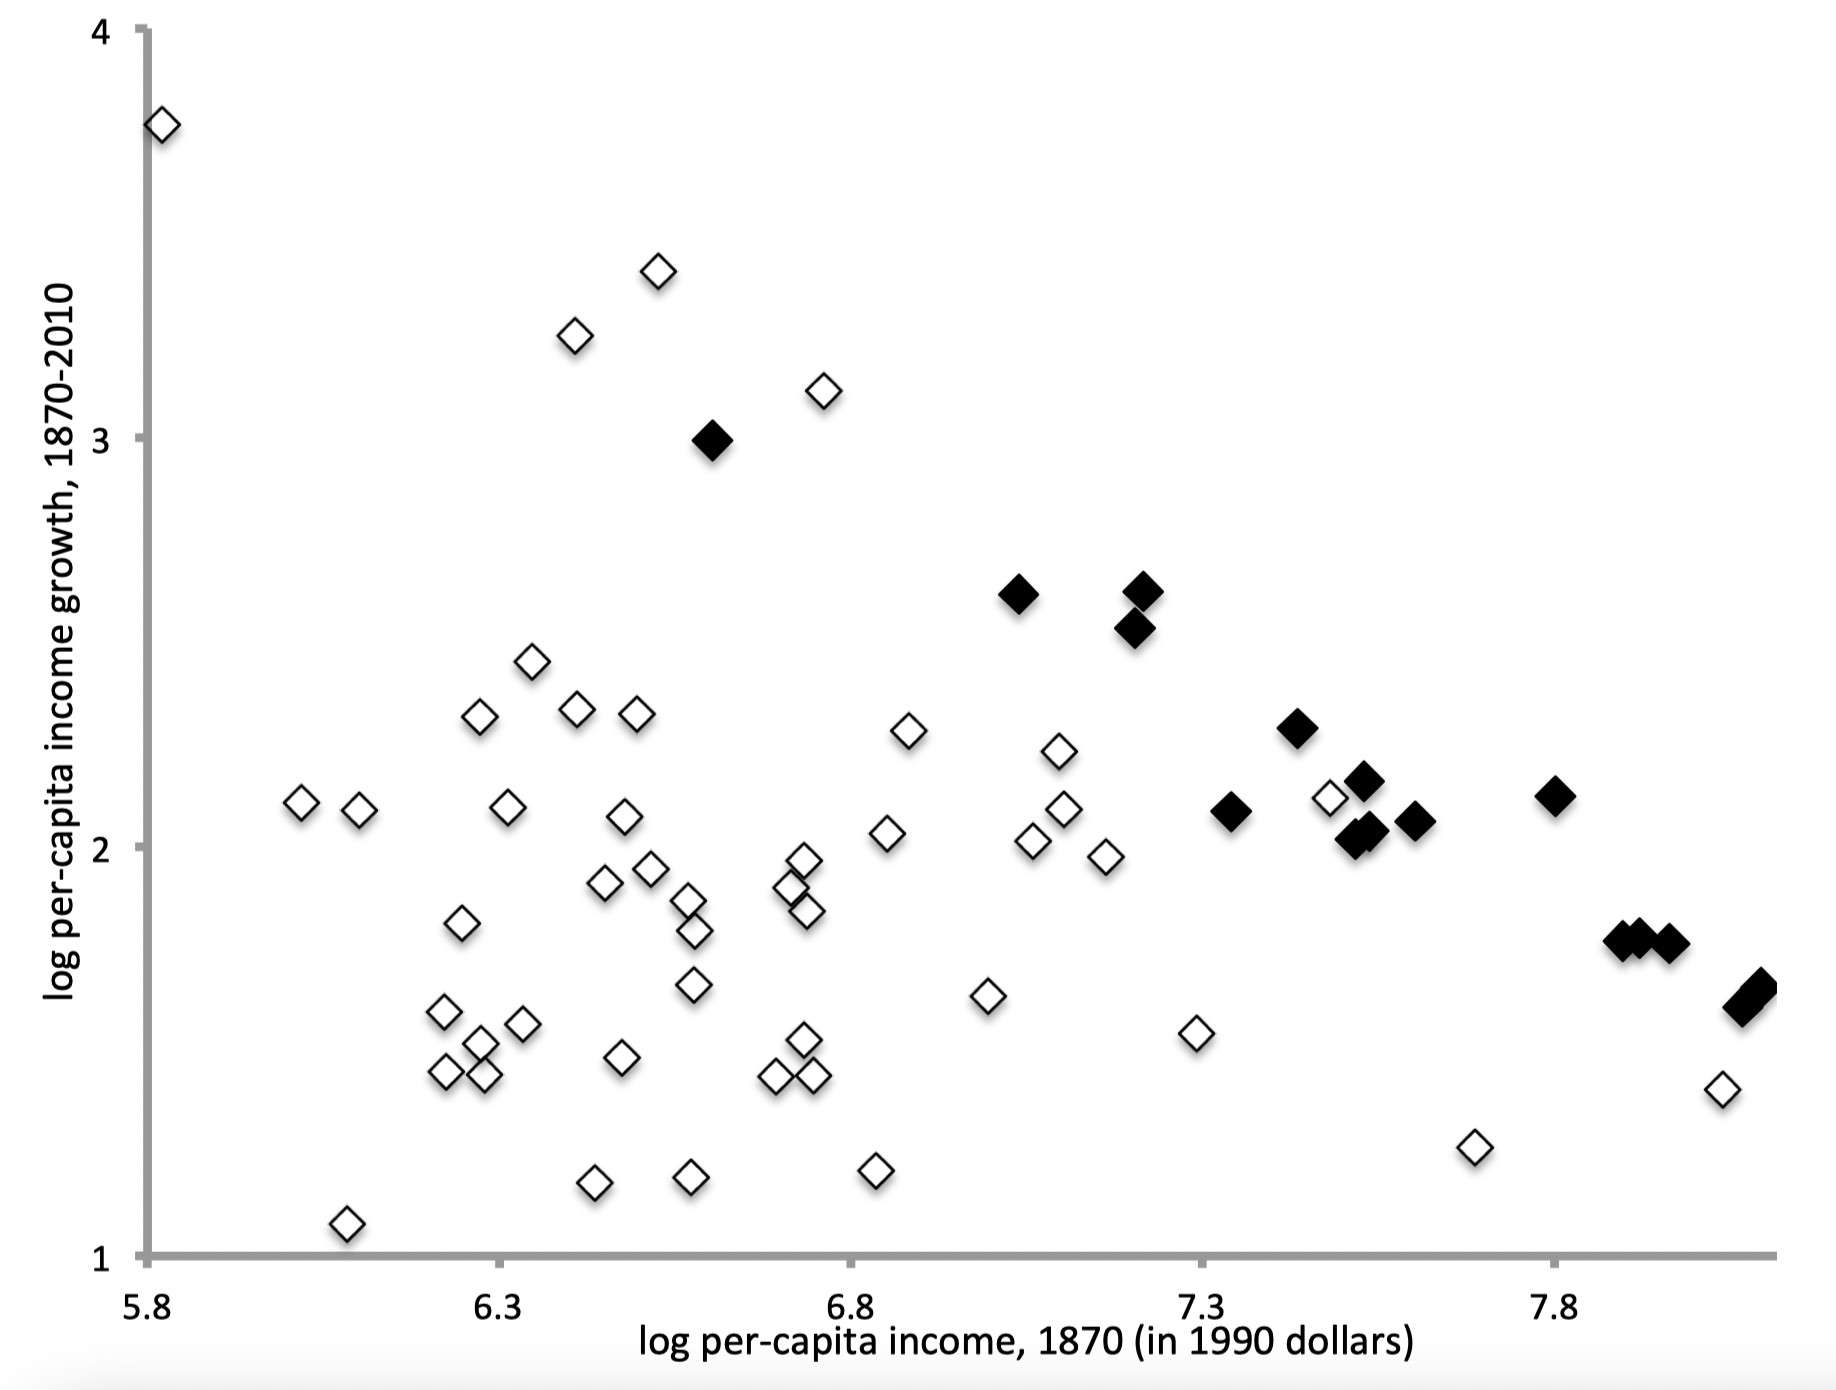 4
3
2
1
log per-capita income growth, 1870-2010
5.8 6.3 6.8 7.3 7.8
log per-capita income, 1870 (in 1990 dollars)